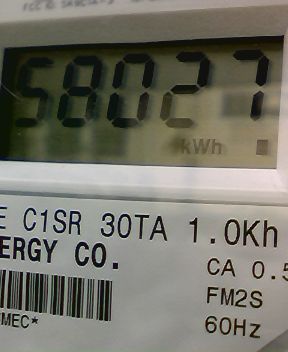 58027
kWh
E C1SR 30TA 1.0Kh
ERGY CO.
CA 0.5
FM2S
MEC*
60Hz